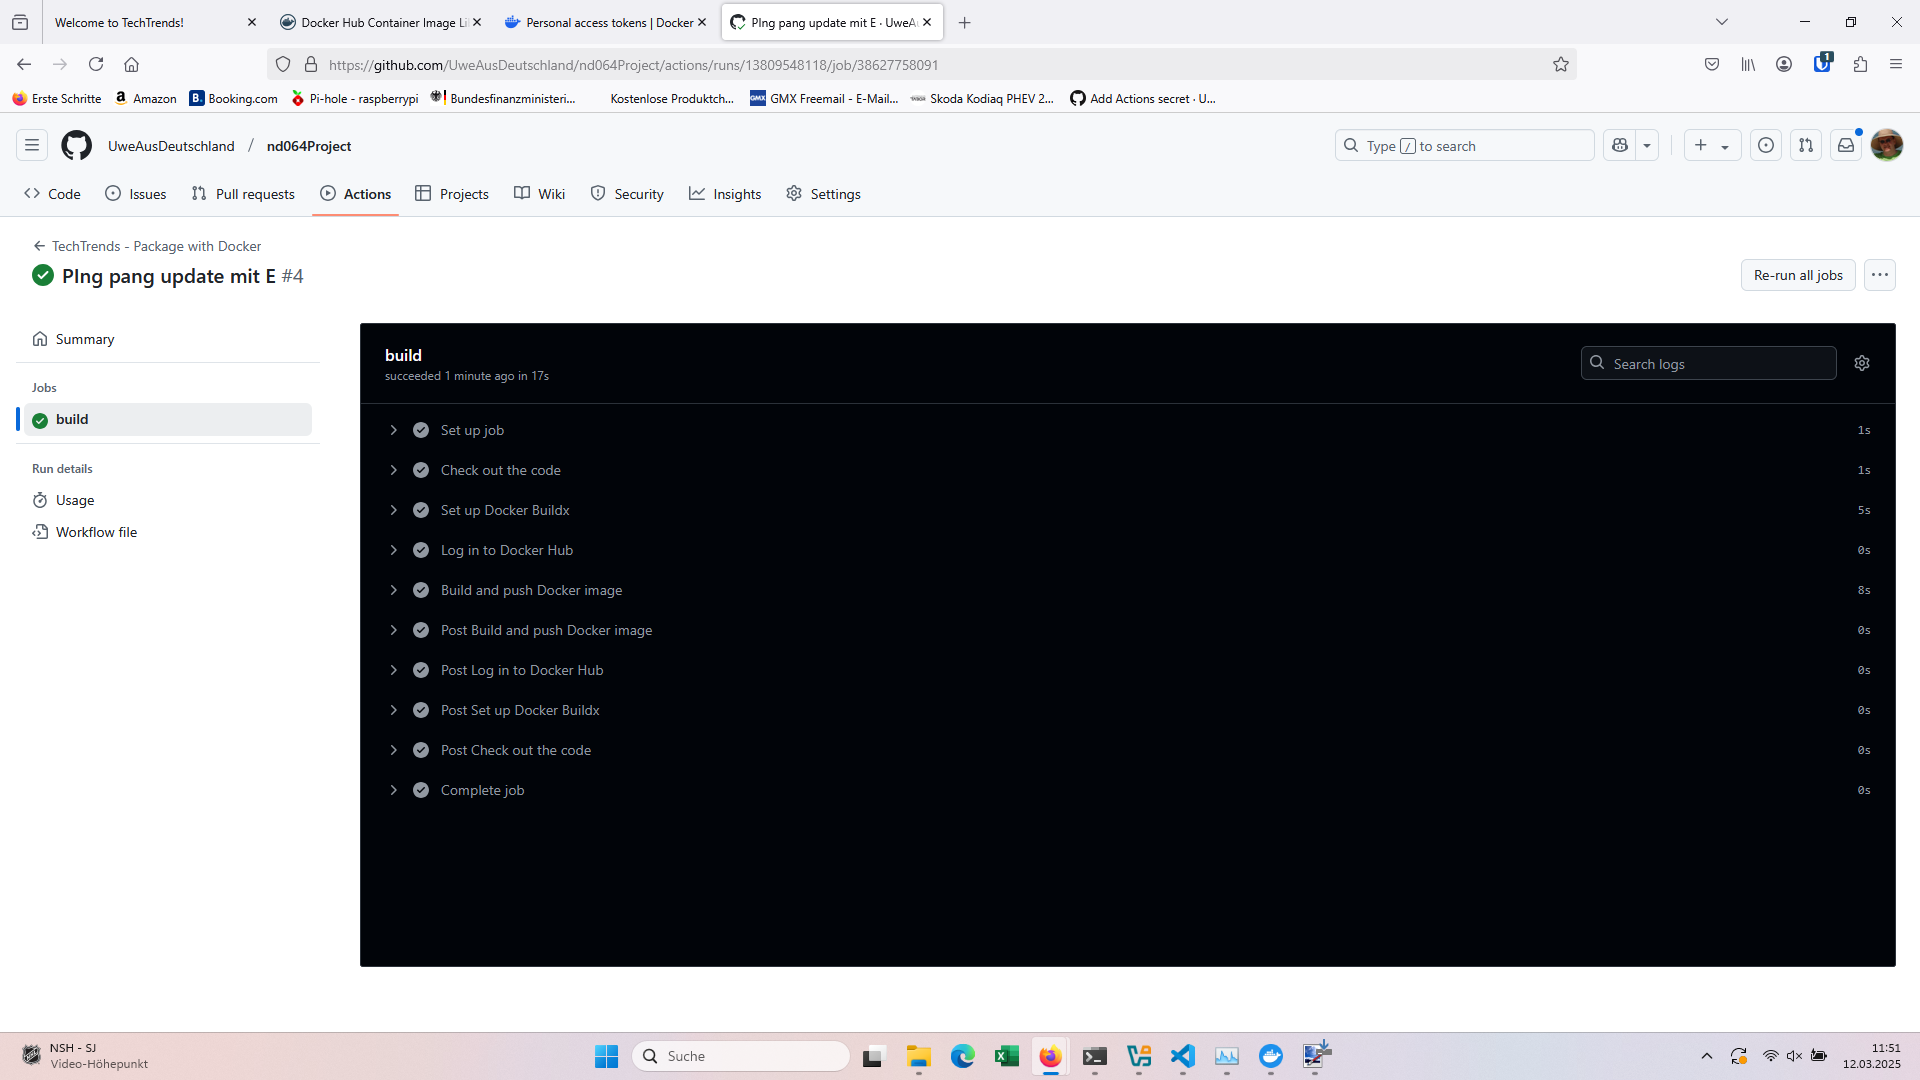 Welcome to TechTrends!
Docker Hub Container Image Li
Personal access tokens | Docker
PIng pang update mit E · UweAu
https://github.com/UweAusDeutschland/nd064Project/actions/runs/13809548118/job/38627758091
1
Erste Schritte
Amazon
B.
Booking.com
Pi-hole - raspberrypi
Bundesfinanzministeri...
Kostenlose Produktch...
GMX
GMX Freemail - E-Mail...
Skoda Kodiaq PHEV 2...
Add Actions secret · U...
UweAusDeutschland / nd064Project
Type / to search
Code
Issues
Pull requests
Actions
Projects
Wiki
Security
Insights
Settings
TechTrends - Package with Docker
PIng pang update mit E #4
Re-run all jobs
Summary
Jobs
build
Run details
Usage
Workflow file
build
succeeded 1 minute ago in 17s
Search logs
Set up job 1s
Check out the code 1s
Set up Docker Buildx 5s
Log in to Docker Hub 0s
Build and push Docker image 8s
Post Build and push Docker image 0s
Post Log in to Docker Hub 0s
Post Set up Docker Buildx 0s
Post Check out the code 0s
Complete job 0s
NSH - SJ
Video-Höhepunkt
Suche
11:51
12.03.2025